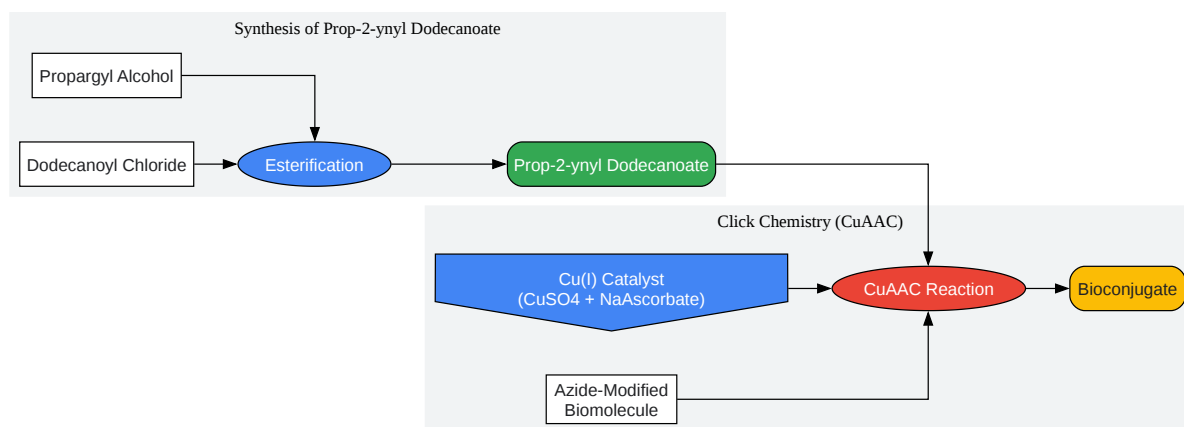 Synthesis of Prop-2-ynyl Dodecanoate
Propargyl Alcohol
Dodecanoyl Chloride
Esterification
Prop-2-ynyl Dodecanoate
Click Chemistry (CuAAC)
Cu(I) Catalyst
(CuSO4 + NaAscorbate)
CuAAC Reaction
Bioconjugate
Azide-Modified
Biomolecule